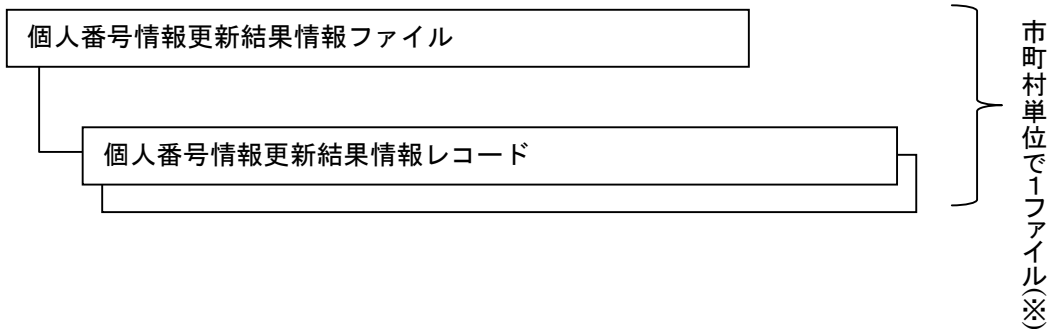 個人番号情報更新結果情報ファイル
個人番号情報更新結果情報レコード
市町村単位で1ファイル(※)